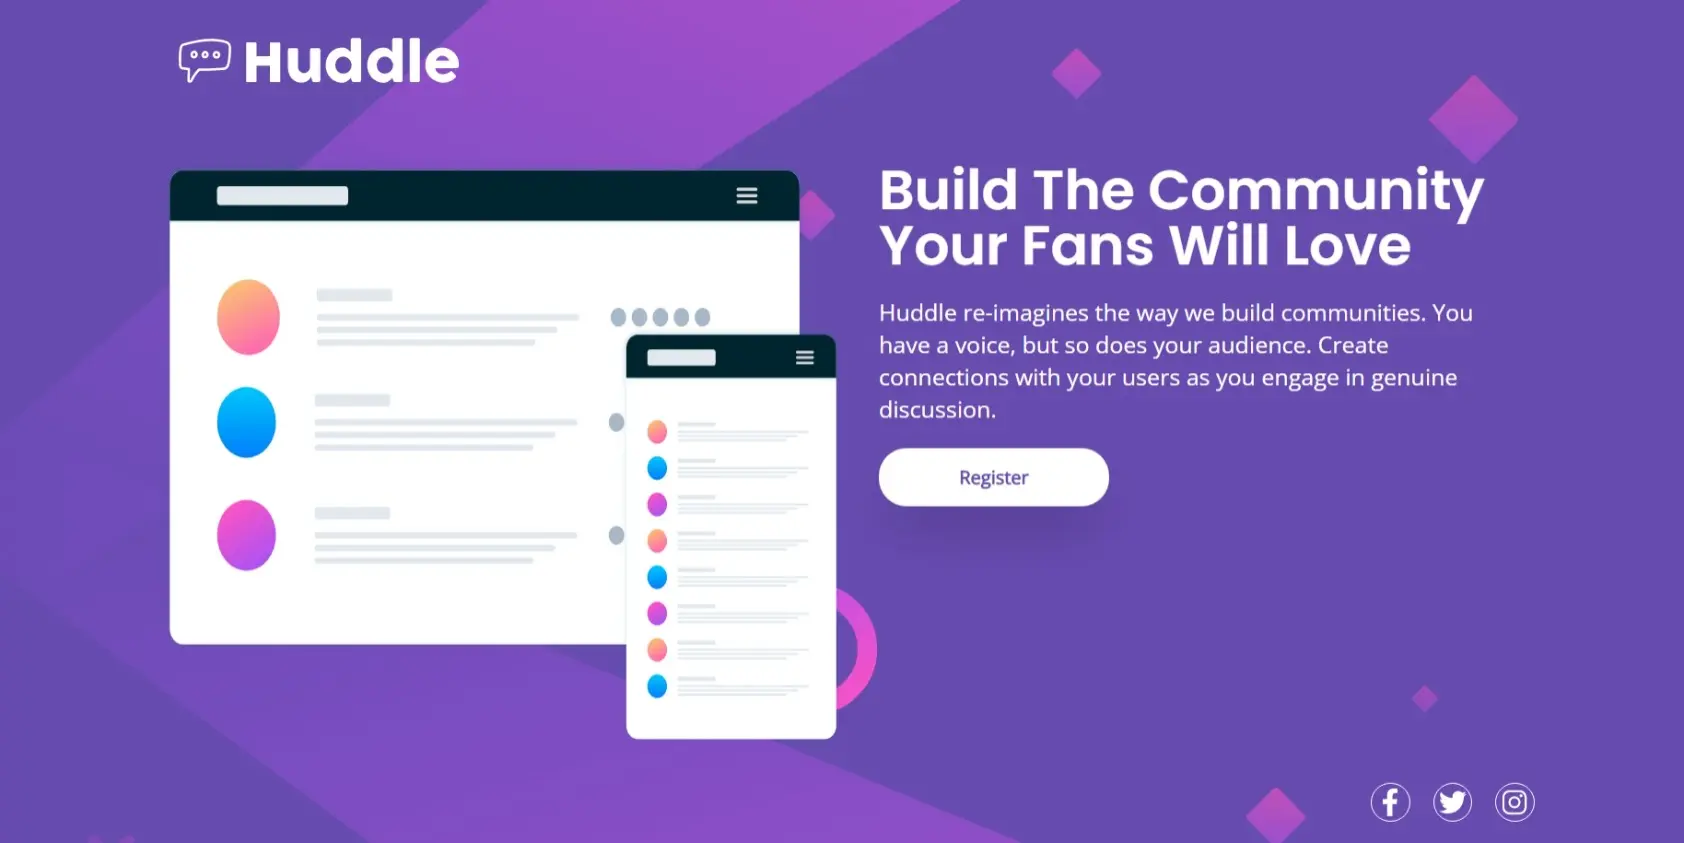 Huddle
Build The Community
Your Fans Will Love
Huddle re-imagines the way we build communities. You
have a voice, but so does your audience. Create
connections with your users as you engage in genuine
discussion.
Register